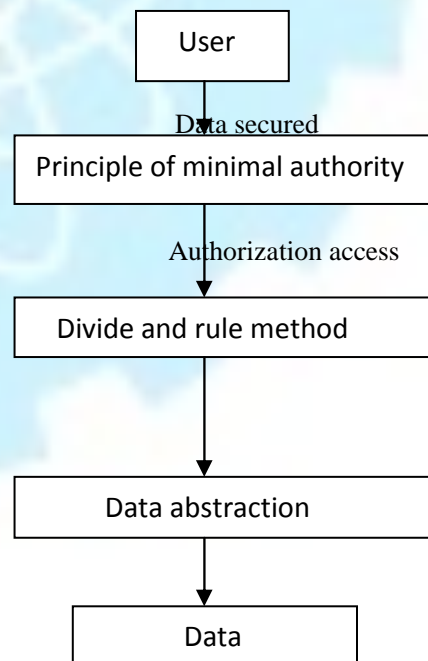 User
Data secured
Principle of minimal authority
Authorization access
Divide and rule method
Data abstraction
Data